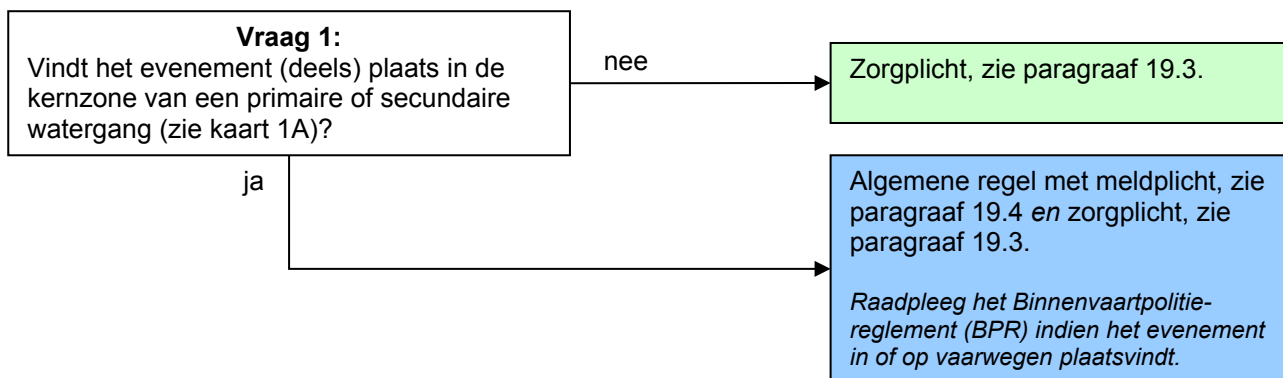 Vraag 1:
Vindt het evenement (deels) plaats in de
kernzone van een primaire of secundaire
watergang (zie kaart 1A)?
nee
Zorgplicht, zie paragraaf 19.3.
ja
Algemene regel met meldplicht, zie
paragraaf 19.4 en zorgplicht, zie
paragraaf 19.3.
Raadpleeg het Binnenvaartpolitie-
reglement (BPR) indien het evenement
in of op vaarwegen plaatsvindt.